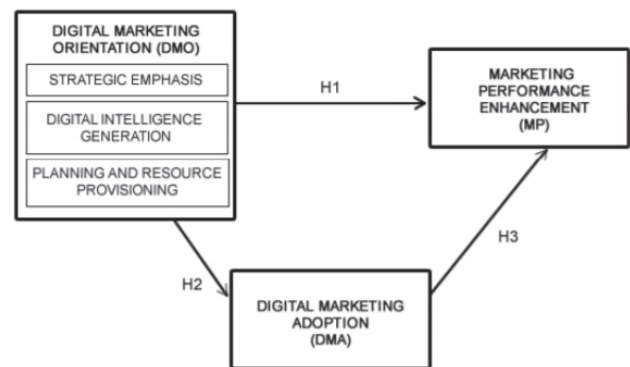 DIGITAL MARKETING
ORIENTATION (DMO)
STRATEGIC EMPHASIS
DIGITAL INTELLIGENCE
GENERATION
PLANNING AND RESOURCE
PROVISIONING
H1
MARKETING
PERFORMANCE
ENHANCEMENT
(MP)
H2
H3
DIGITAL MARKETING
ADOPTION
(DMA)